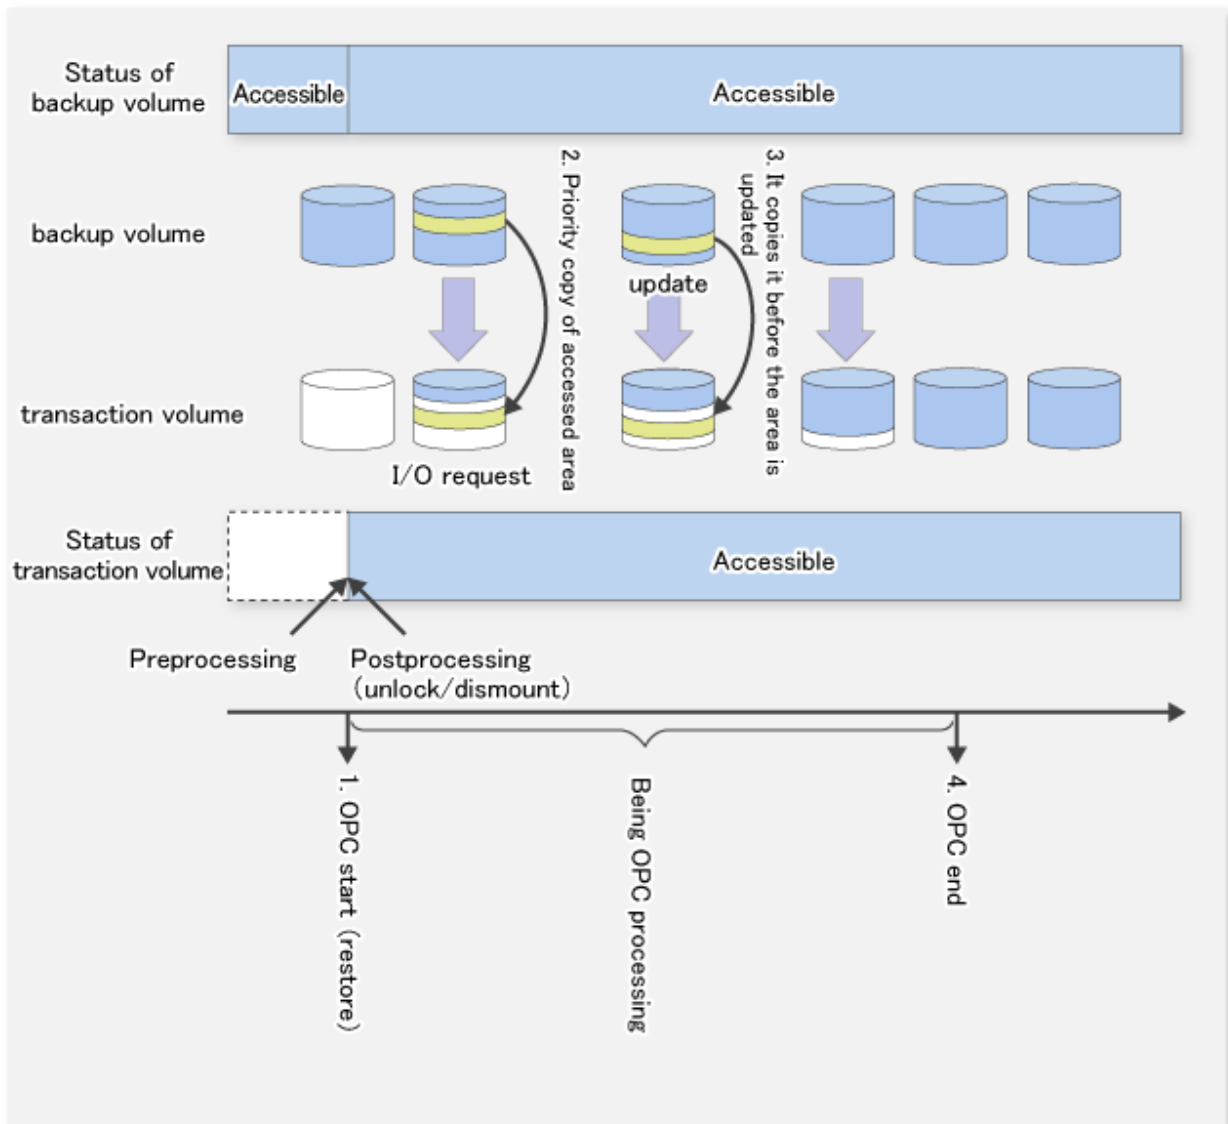 Status of
backup volume
Accessible
Accessible
backup volume
2. Priority copy of accessed area
update
3. It copies it before the area is
updated
transaction volume
I/O request
Status of
transaction volume
Accessible
Preprocessing
Postprocessing
(unlock/dismount)
1. OPC start (restore)
Being OPC processing
4. OPC end